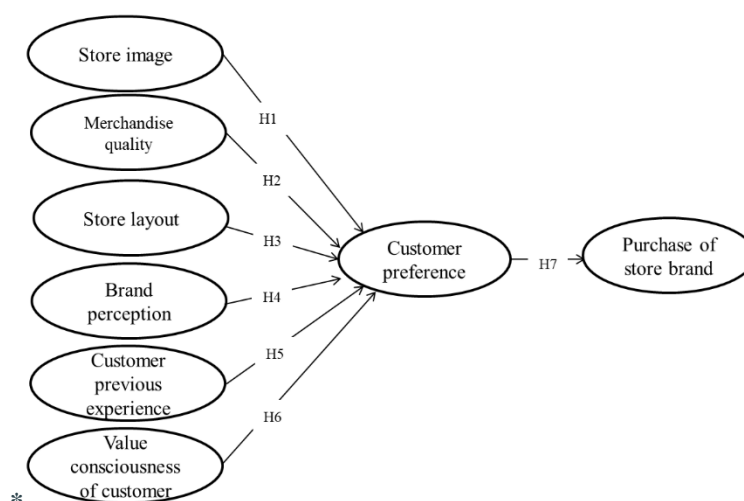 Store image
H1
Merchandise
quality
H2
Store layout
H3
Brand
perception
H4
Customer
previous
experience
H5
Value
consciousness
of customer
H6
Customer
preference
H7
Purchase of
store brand
*